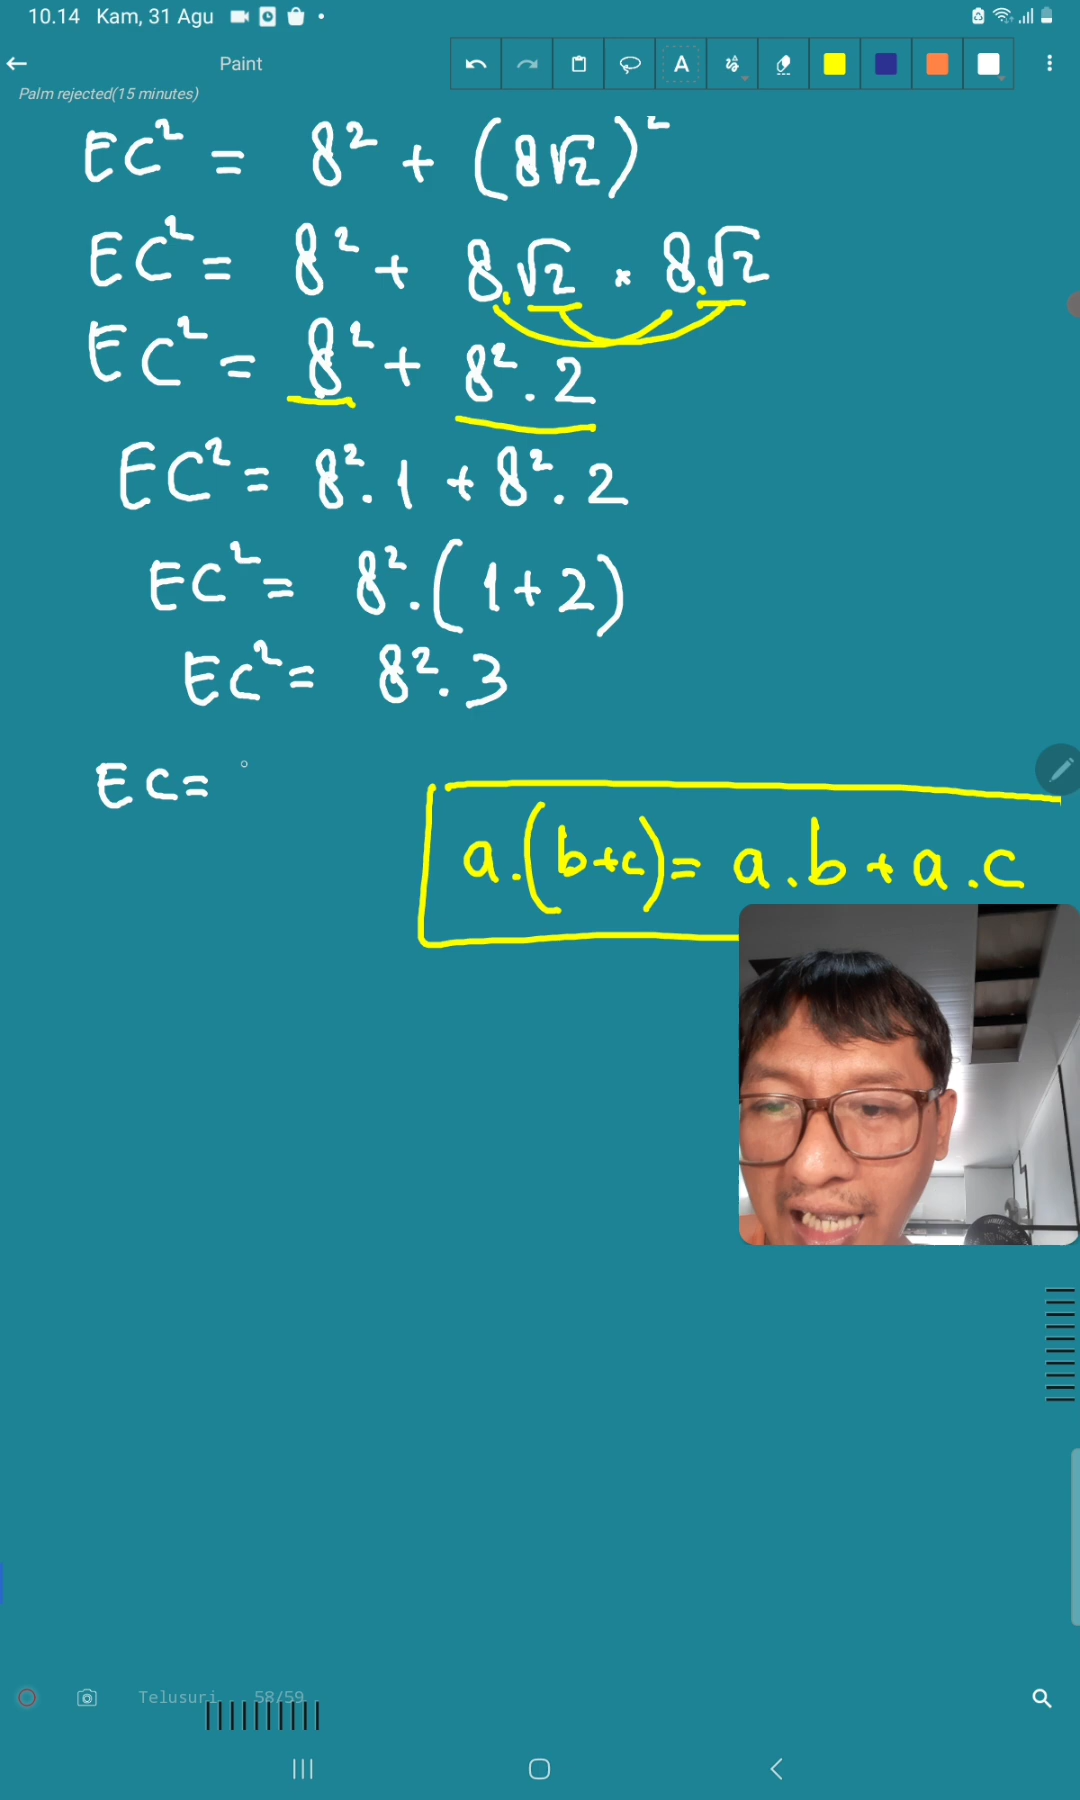 10.14 Kam, 31 Agu
Paint
A
Palm rejected(15 minutes)
EC² = 8² + (8√2)²
EC² = 8² + 8.√2 × 8.√2
EC² = 8² + 8² . 2
EC² = 8² . 1 + 8² . 2
EC² = 8² . (1+2)
EC² = 8² . 3
EC =
a.(b+c) = a.b + a.c
Telusuri 58/59